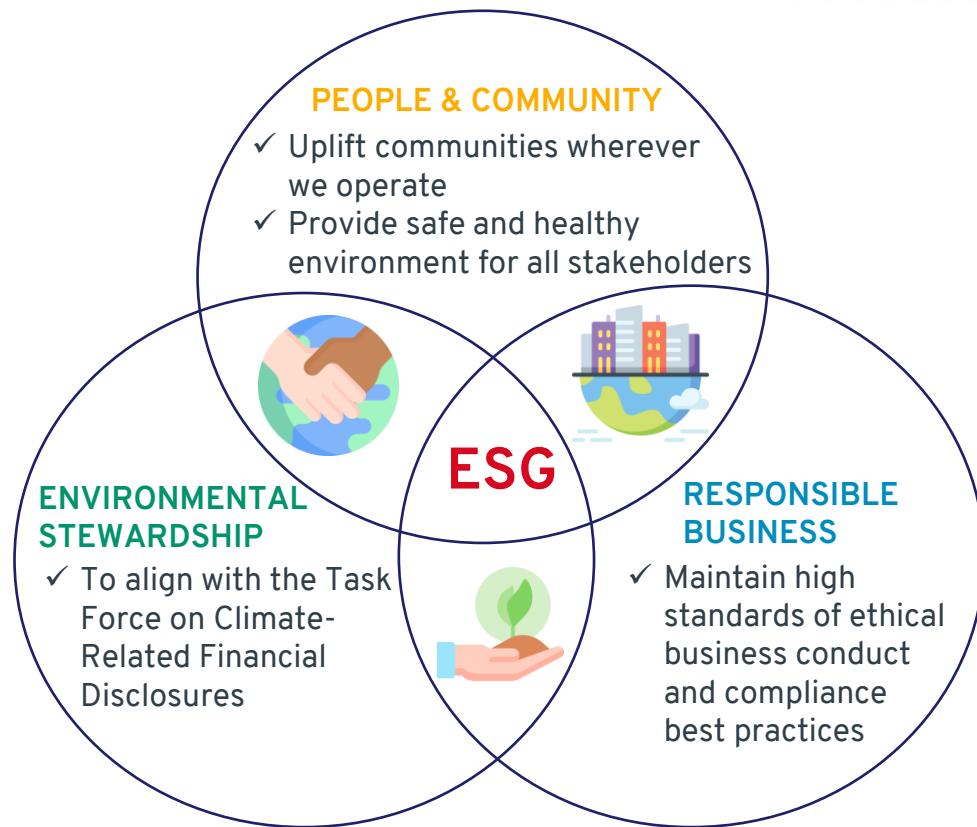 PEOPLE & COMMUNITY
✓ Uplift communities wherever
we operate
✓ Provide safe and healthy
environment for all stakeholders
ESG
ENVIRONMENTAL
STEWARDSHIP
✓ To align with the Task
Force on Climate-
Related Financial
Disclosures
RESPONSIBLE
BUSINESS
✓ Maintain high
standards of ethical
business conduct
and compliance
best practices